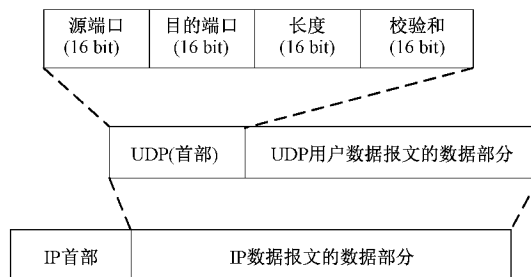 源端口 目的端口 长度 校验和
(16 bit) (16 bit) (16 bit) (16 bit)
UDP(首部) UDP用户数据报文的数据部分
IP首部 IP数据报文的数据部分